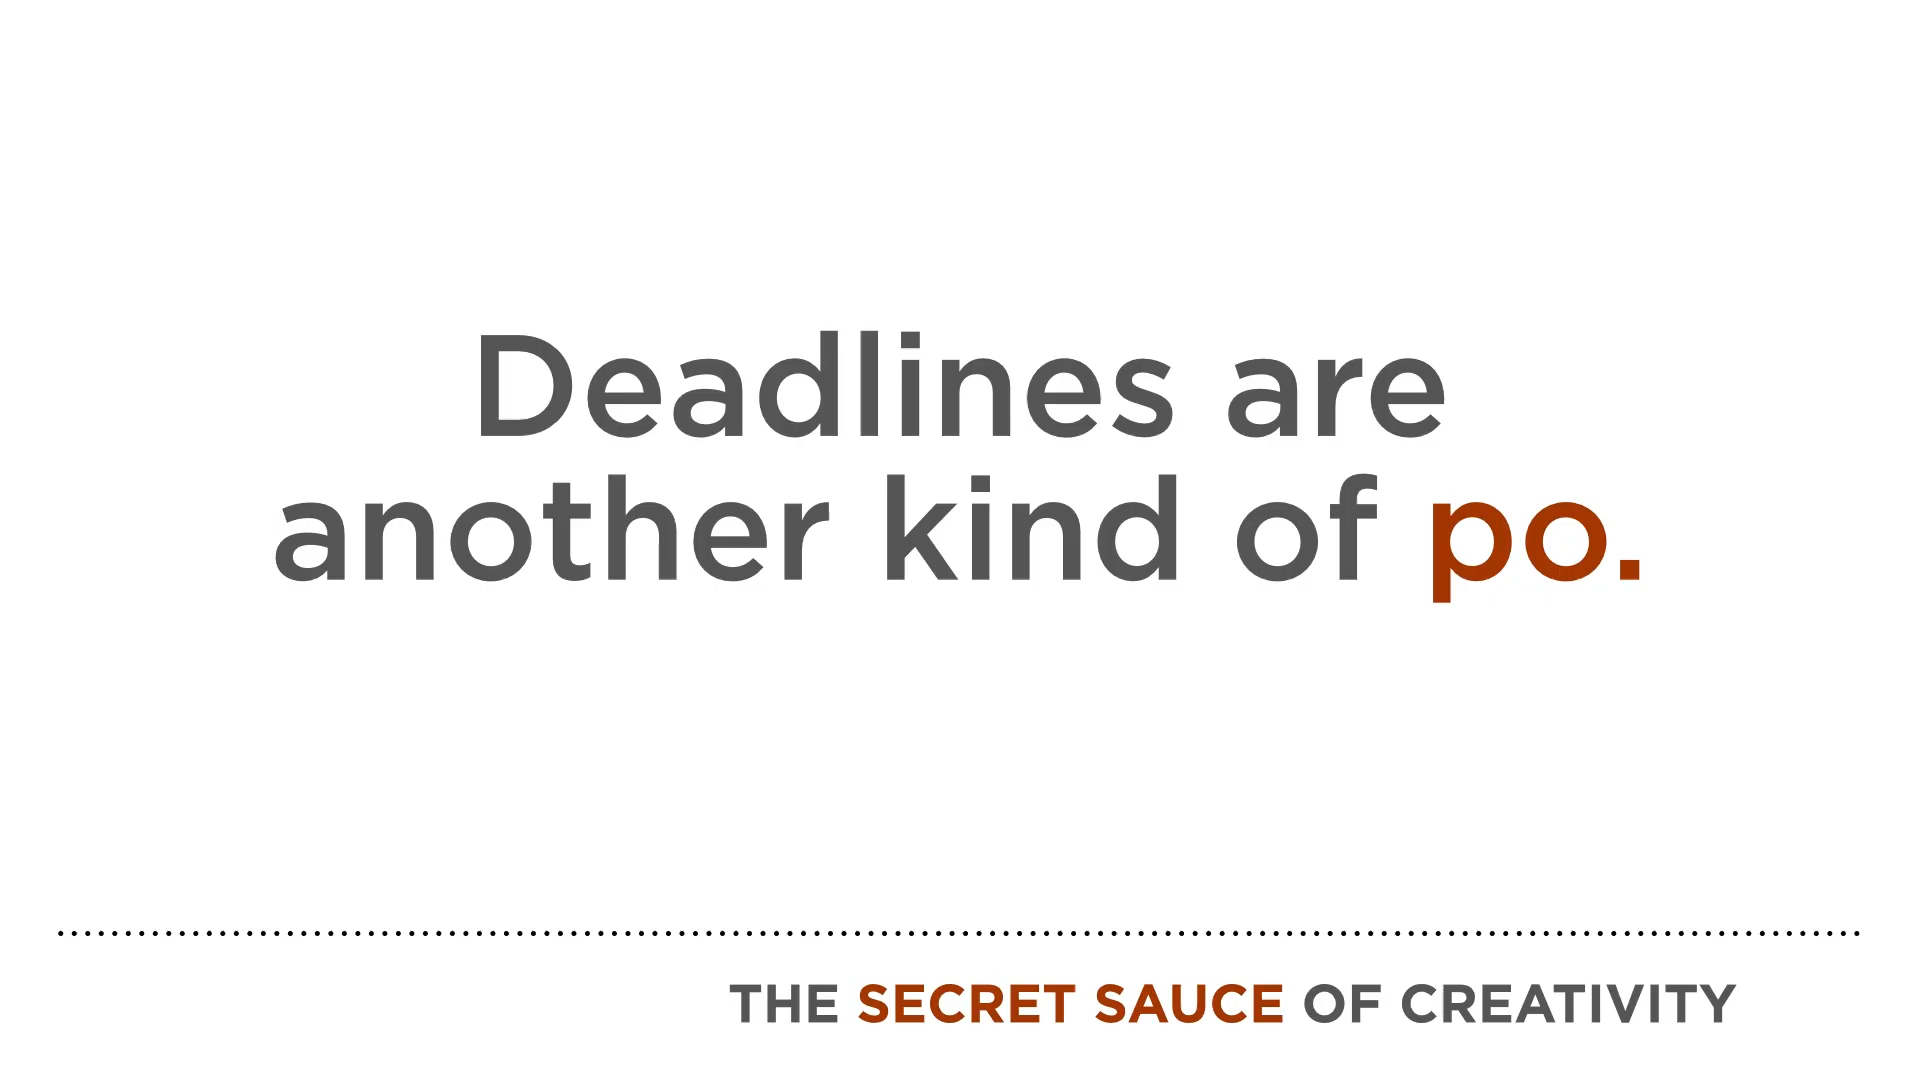 Deadlines are
another kind of po.
THE SECRET SAUCE OF CREATIVITY